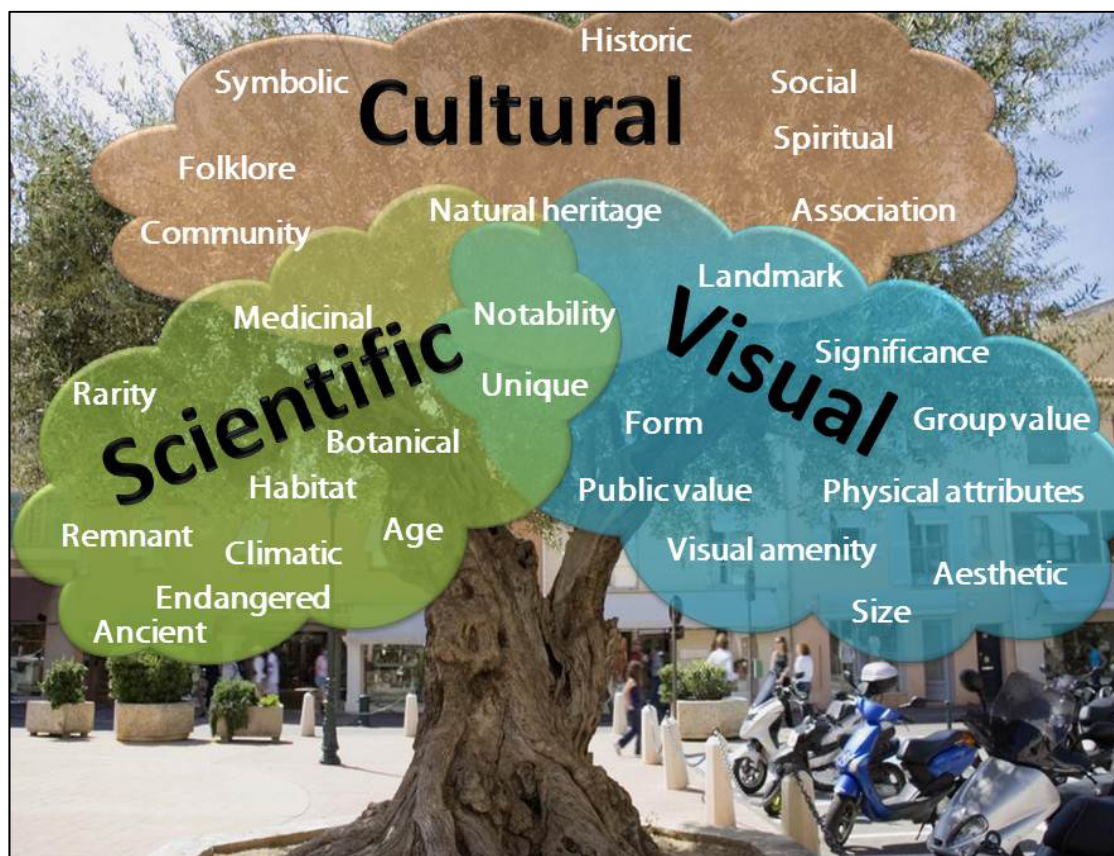 Historic
Symbolic
Social
Cultural
Spiritual
Folklore
Natural heritage
Association
Community
Landmark
Medicinal
Notability
Visual
Significance
Scientific
Rarity
Unique
Form
Group value
Botanical
Habitat
Public value
Physical attributes
Remnant
Age
Climatic
Visual amenity
Aesthetic
Endangered
Size
Ancient